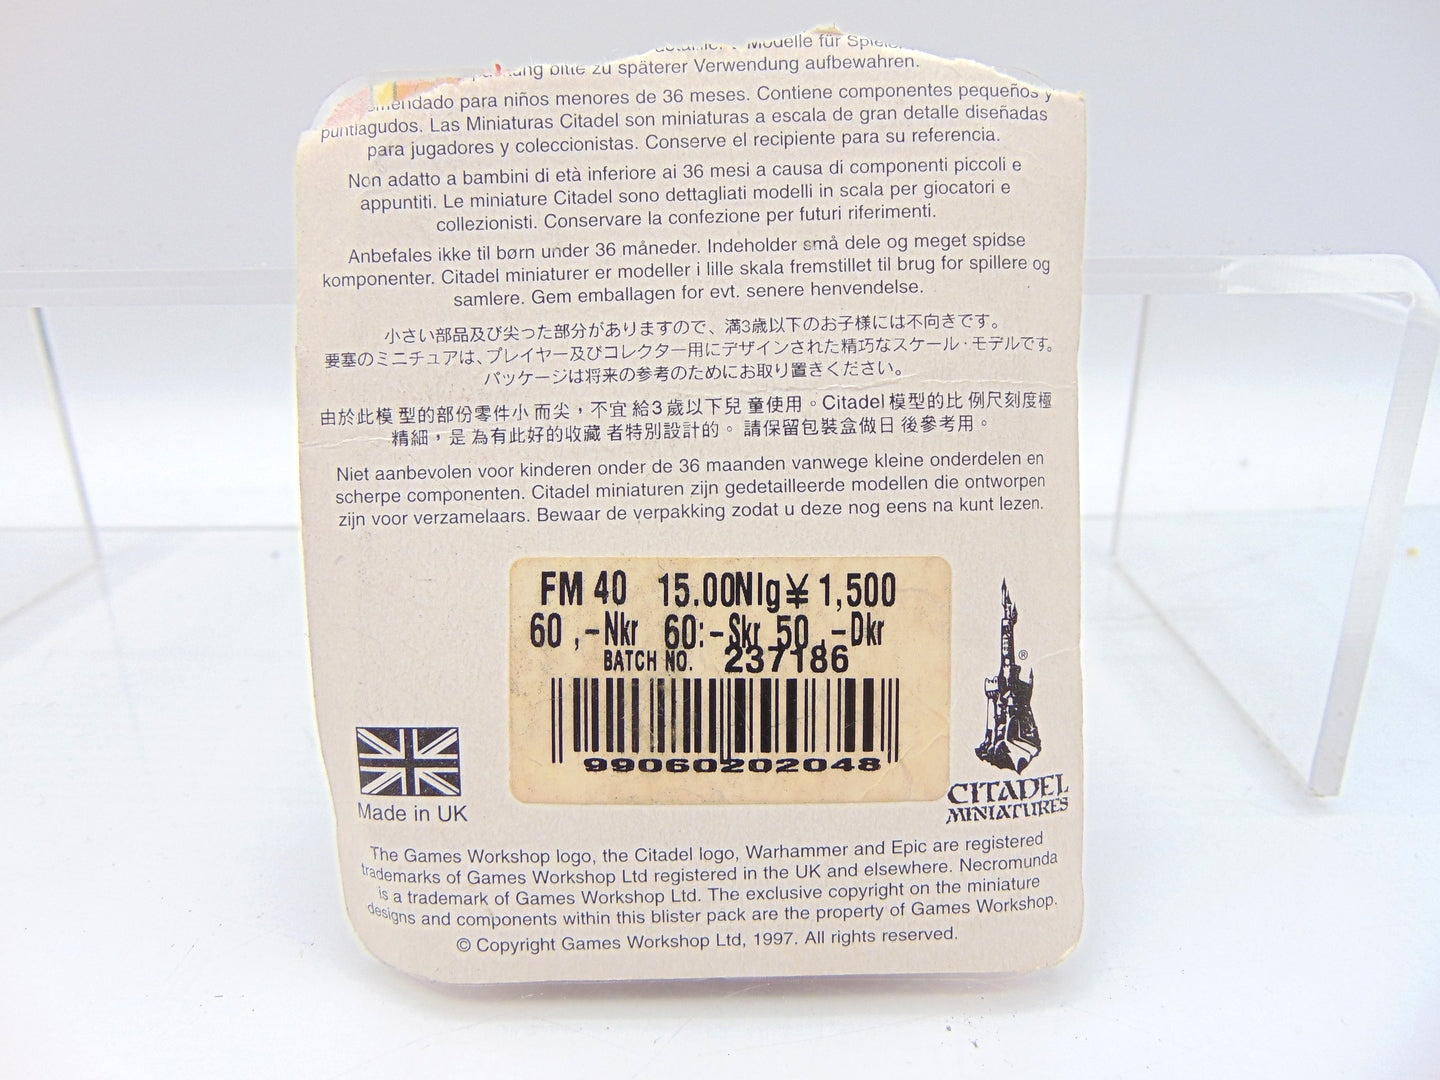 Modelle für
bitte zu späterer Verwendung aufbewahren.
para niños menores de 36 meses. Contiene componentes pequeños y
puntiagudos. Las Miniaturas Citadel son miniaturas a escala de gran detalle diseñadas
para jugadores y coleccionistas. Conserve el recipiente para su referencia.
Non adatto a bambini di età inferiore ai 36 mesi a causa di componenti piccoli e
appuntiti. Le miniature Citadel sono dettagliati modelli in scala per giocatori e
collezionisti. Conservare la confezione per futuri riferimenti.
Anbefales ikke til børn under 36 måneder. Indeholder små dele og meget spidse
komponenter. Citadel miniaturer er modeller i lille skala fremstillet til brug for spillere og
samlere. Gem emballagen for evt. senere henvendelse.
小さい部品及び尖った部分がありますので、満3歳以下のお子様には不向きです。
要塞のミニチュアは、プレイヤー及びコレクター用にデザインされた精巧なスケール・モデルです。
パッケージは将来の参考のためにお取り置きください。
由於此模 型的部份零件小 而尖，不宜 給3 歲以下兒 童使用。Citadel 模型的比 例尺刻度極
精細，是 為有此好的收藏 者特別設計的。 請保留包裝盒做日 後參考用。
Niet aanbevolen voor kinderen onder de 36 maanden vanwege kleine onderdelen en
scherpe componenten. Citadel miniaturen zijn gedetailleerde modellen die ontworpen
zijn voor verzamelaars. Bewaar de verpakking zodat u deze nog eens na kunt lezen.
FM 40 15.00Nlg ¥ 1,500
60 ,-Nkr 60:-Skr 50 ,-Dkr
BATCH NO. 237186
99060202048
®
CITADEL
MINIATURES
Made in UK
The Games Workshop logo, the Citadel logo, Warhammer and Epic are registered
trademarks of Games Workshop Ltd registered in the UK and elsewhere. Necromunda
is a trademark of Games Workshop Ltd. The exclusive copyright on the miniature
designs and components within this blister pack are the property of Games Workshop.
© Copyright Games Workshop Ltd, 1997. All rights reserved.